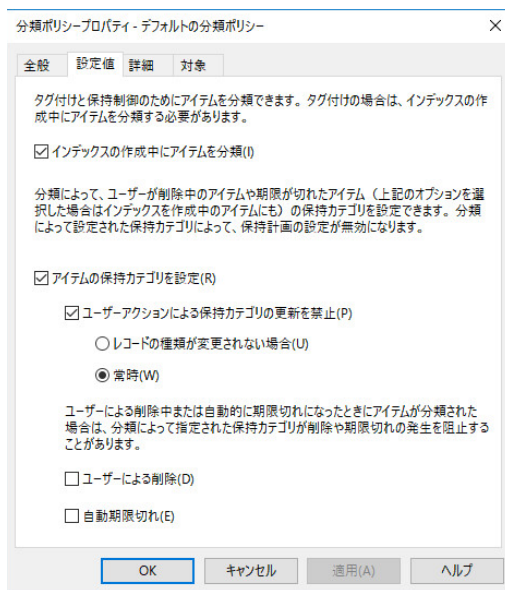 分類ポリシープロパティ - デフォルトの分類ポリシー
全般 設定値 詳細 対象
タグ付けと保持制御のためにアイテムを分類できます。タグ付けの場合は、インデックスの作
成中にアイテムを分類する必要があります。
インデックスの作成中にアイテムを分類(I)
分類によって、ユーザーが削除中のアイテムや期限が切れたアイテム（上記のオプションを選
択した場合はインデックスを作成中のアイテムにも）の保持カテゴリを設定できます。分類
によって設定された保持カテゴリによって、保持計画の設定が無効になります。
アイテムの保持カテゴリを設定(R)
ユーザーアクションによる保持カテゴリの更新を禁止(P)
レコードの種類が変更されない場合(U)
常時(W)
ユーザーによる削除中または自動的に期限切れになったときにアイテムが分類された
場合は、分類によって指定された保持カテゴリが削除や期限切れの発生を阻止する
ことがあります。
ユーザーによる削除(D)
自動期限切れ(E)
OK キャンセル 適用(A) ヘルプ